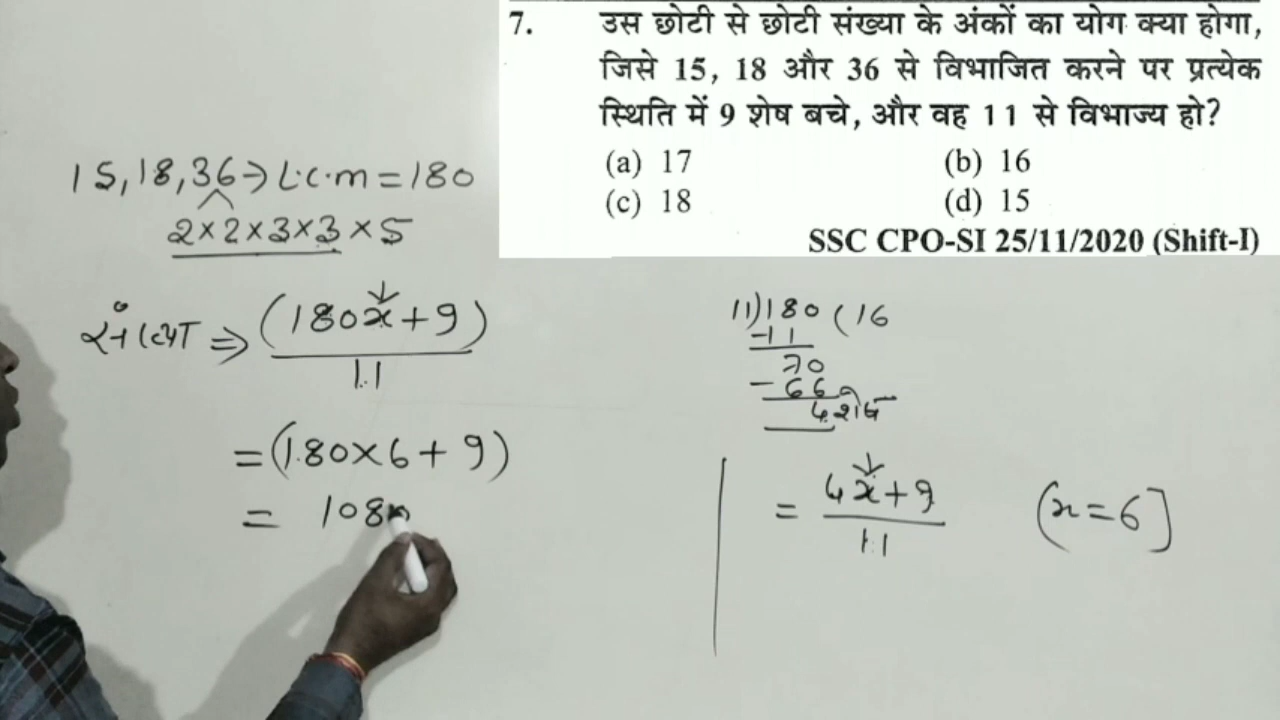 7. उस छोटी से छोटी संख्या के अंकों का योग क्या होगा,
जिसे 15, 18 और 36 से विभाजित करने पर प्रत्येक
स्थिति में 9 शेष बचे, और वह 11 से विभाज्य हो?
(a) 17 (b) 16
(c) 18 (d) 15
SSC CPO-SI 25/11/2020 (Shift-I)
15,18,36→L.C.M=180
2×2×3×3×5
संख्या ⇒ (180x+9)
11
=(180×6+9)
= 108
11)180(16
-11
70
-66
4 शेष
= 4x+9 (x=6]
11